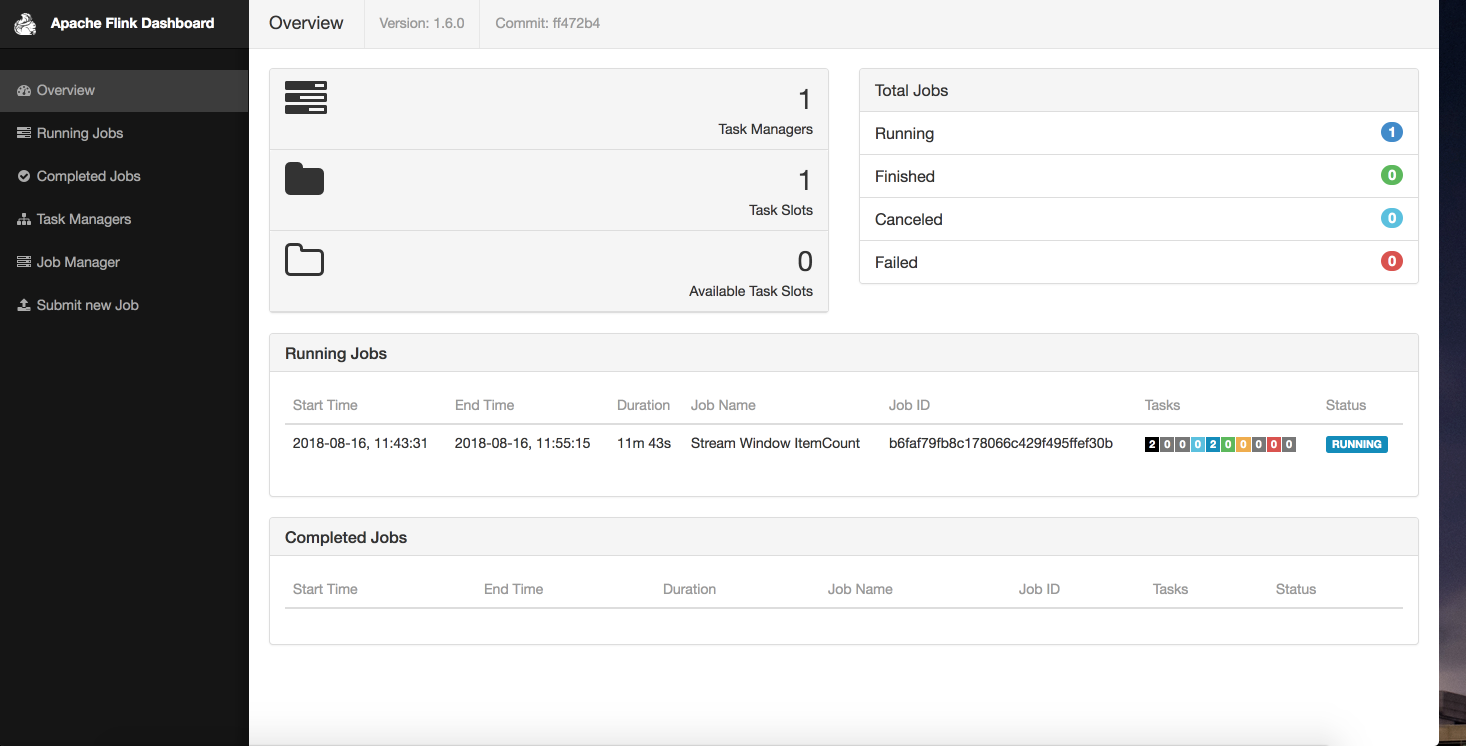 Apache Flink Dashboard
Overview
Running Jobs
Completed Jobs
Task Managers
Job Manager
Submit new Job
Overview Version: 1.6.0 Commit: ff472b4
1
Task Managers
1
Task Slots
0
Available Task Slots
Total Jobs
Running 1
Finished 0
Canceled 0
Failed 0
Running Jobs
Start Time End Time Duration Job Name Job ID Tasks Status
2018-08-16, 11:43:31 2018-08-16, 11:55:15 11m 43s Stream Window ItemCount b6faf79fb8c178066c429f495ffef30b 2 0 0 0 2 0 0 0 0 0 RUNNING
Completed Jobs
Start Time End Time Duration Job Name Job ID Tasks Status